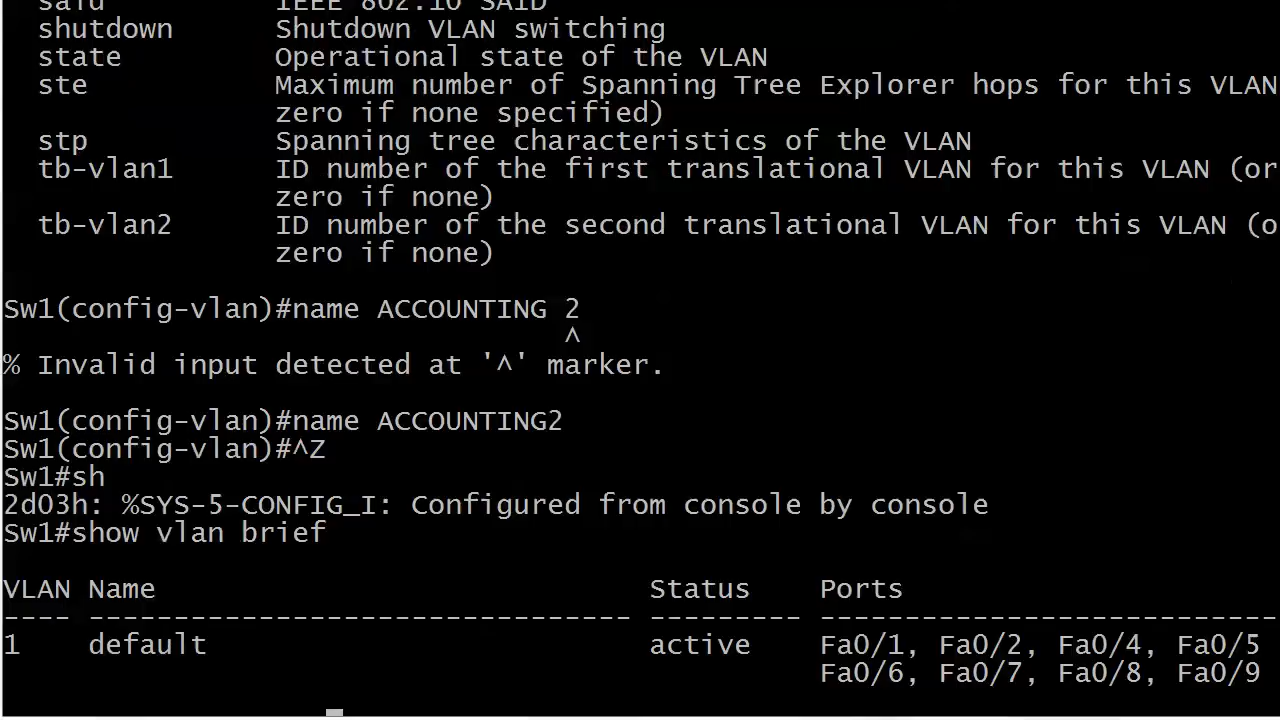 said IEEE 802.10 SAID
shutdown Shutdown VLAN switching
state Operational state of the VLAN
ste Maximum number of Spanning Tree Explorer hops for this VLAN
zero if none specified)
stp Spanning tree characteristics of the VLAN
tb-vlan1 ID number of the first translational VLAN for this VLAN (or
zero if none)
tb-vlan2 ID number of the second translational VLAN for this VLAN (o
zero if none)
Sw1(config-vlan)#name ACCOUNTING 2
^
% Invalid input detected at '^' marker.
Sw1(config-vlan)#name ACCOUNTING2
Sw1(config-vlan)#^Z
Sw1#sh
2d03h: %SYS-5-CONFIG_I: Configured from console by console
Sw1#show vlan brief
VLAN Name Status Ports
---- -------------------------------- --------- ---------------------------
1 default active Fa0/1, Fa0/2, Fa0/4, Fa0/5
Fa0/6, Fa0/7, Fa0/8, Fa0/9